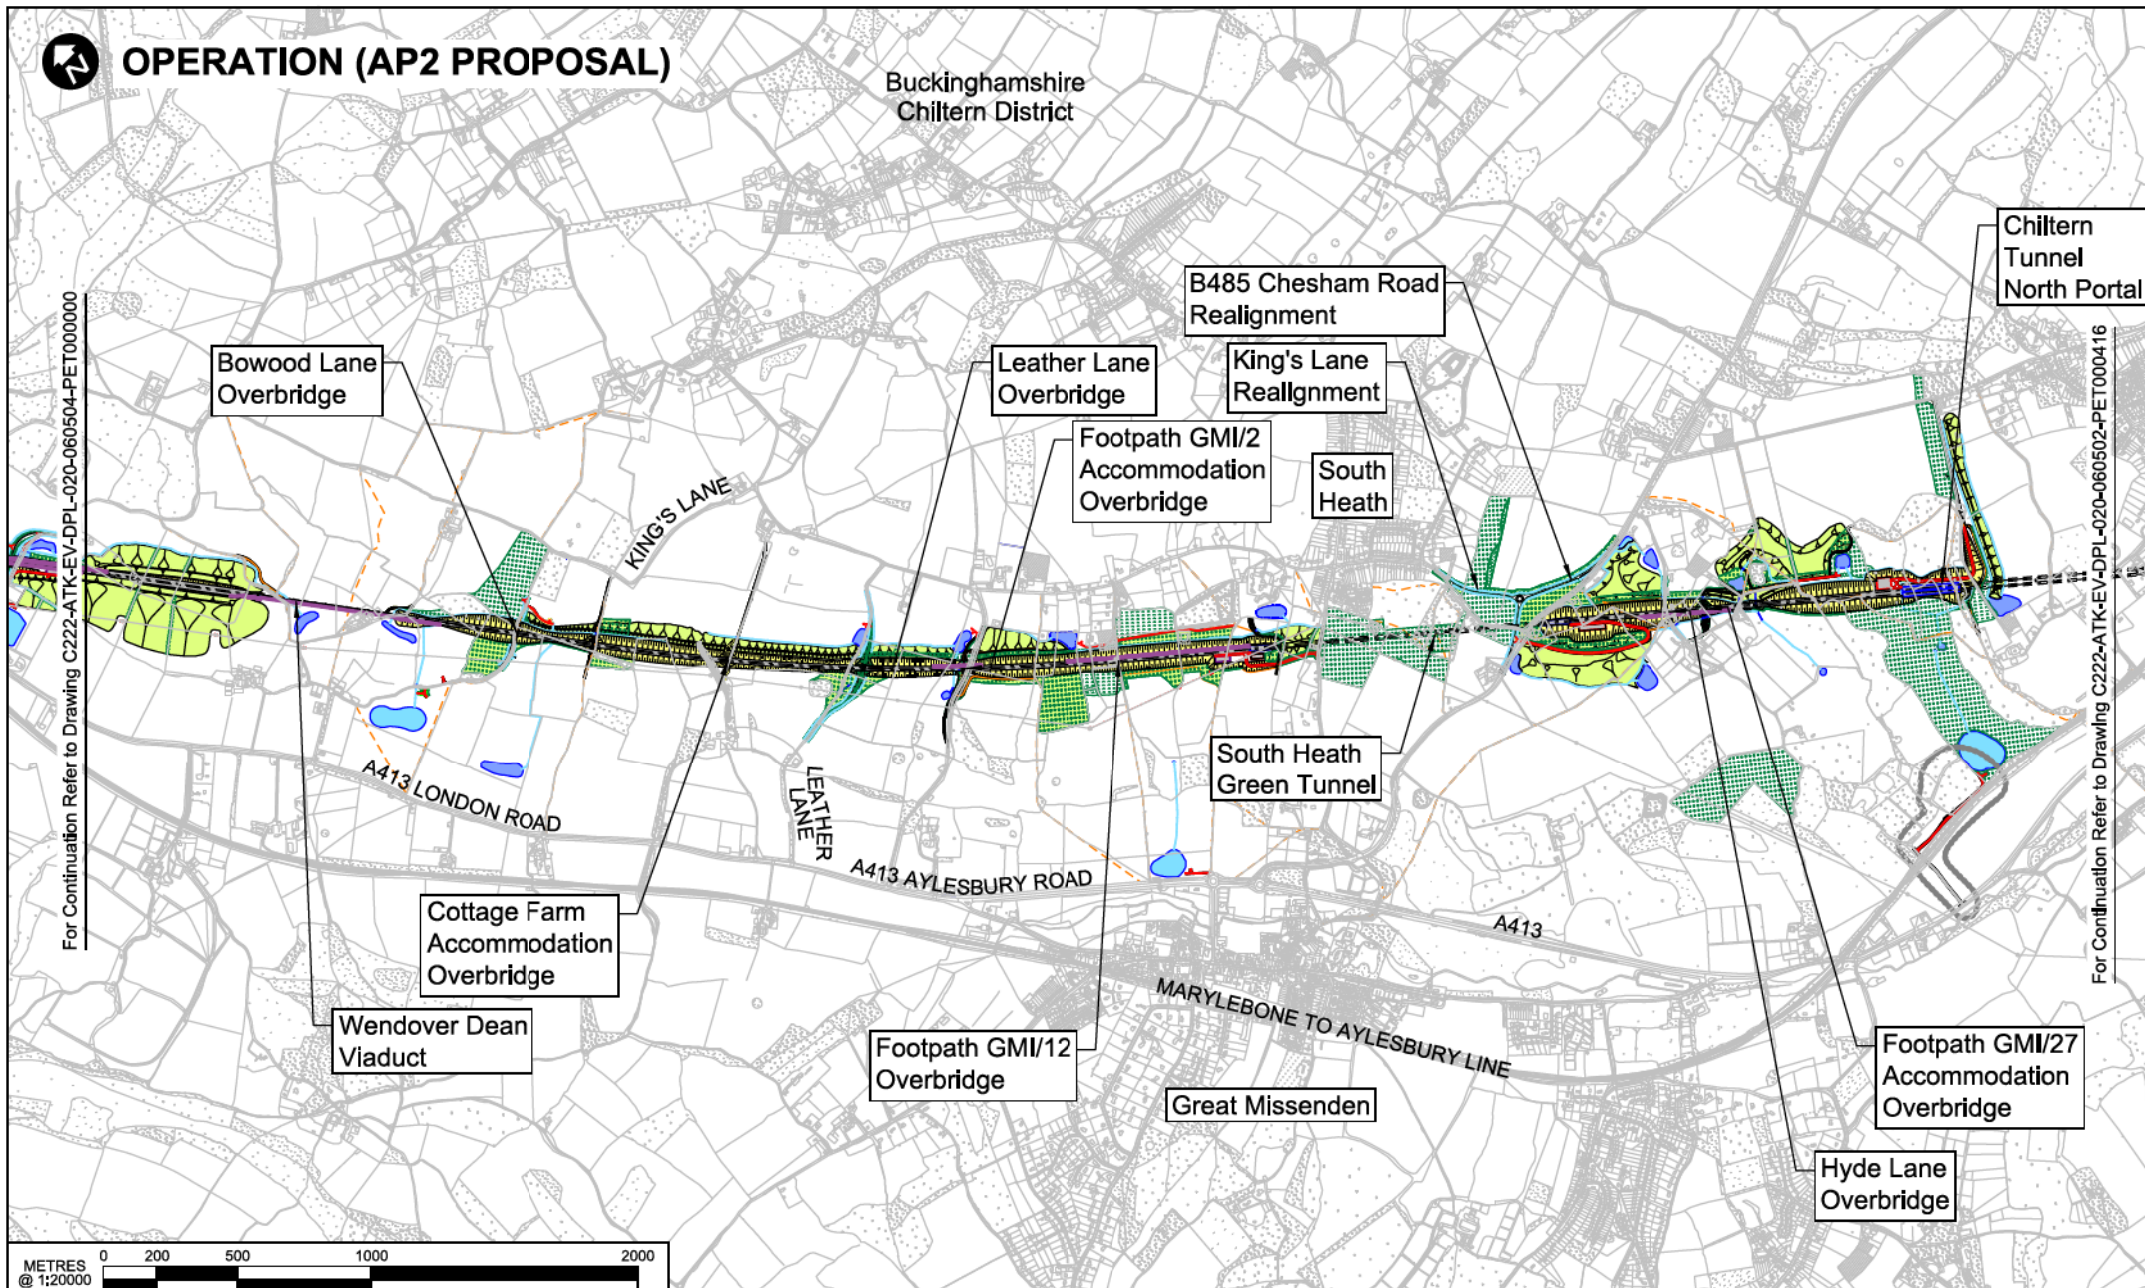 N
OPERATION (AP2 PROPOSAL)
Buckinghamshire
Chiltern District
Chiltern
Tunnel
North Portal
B485 Chesham Road
Realignment
King's Lane
Realignment
Bowood Lane
Overbridge
Leather Lane
Overbridge
Footpath GMI/2
Accommodation
Overbridge
South
Heath
KING'S LANE
For Continuation Refer to Drawing C222-ATK-EV-DPL-020-060504-PET000000
For Continuation Refer to Drawing C222-ATK-EV-DPL-020-060502-PET000416
South Heath
Green Tunnel
A413 LONDON ROAD
LEATHER
LANE
A413 AYLESBURY ROAD
A413
Cottage Farm
Accommodation
Overbridge
Wendover Dean
Viaduct
MARYLEBONE TO AYLESBURY LINE
Footpath GMI/12
Overbridge
Great Missenden
Footpath GMI/27
Accommodation
Overbridge
Hyde Lane
Overbridge
METRES
@ 1:20000
0 200 500 1000 2000